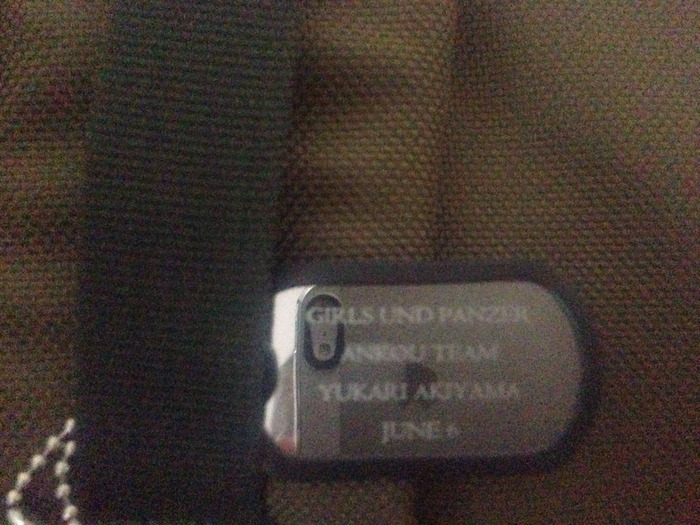 GIRLS UND PANZER
ANKOU TEAM
YUKARI AKIYAMA
JUNE 6